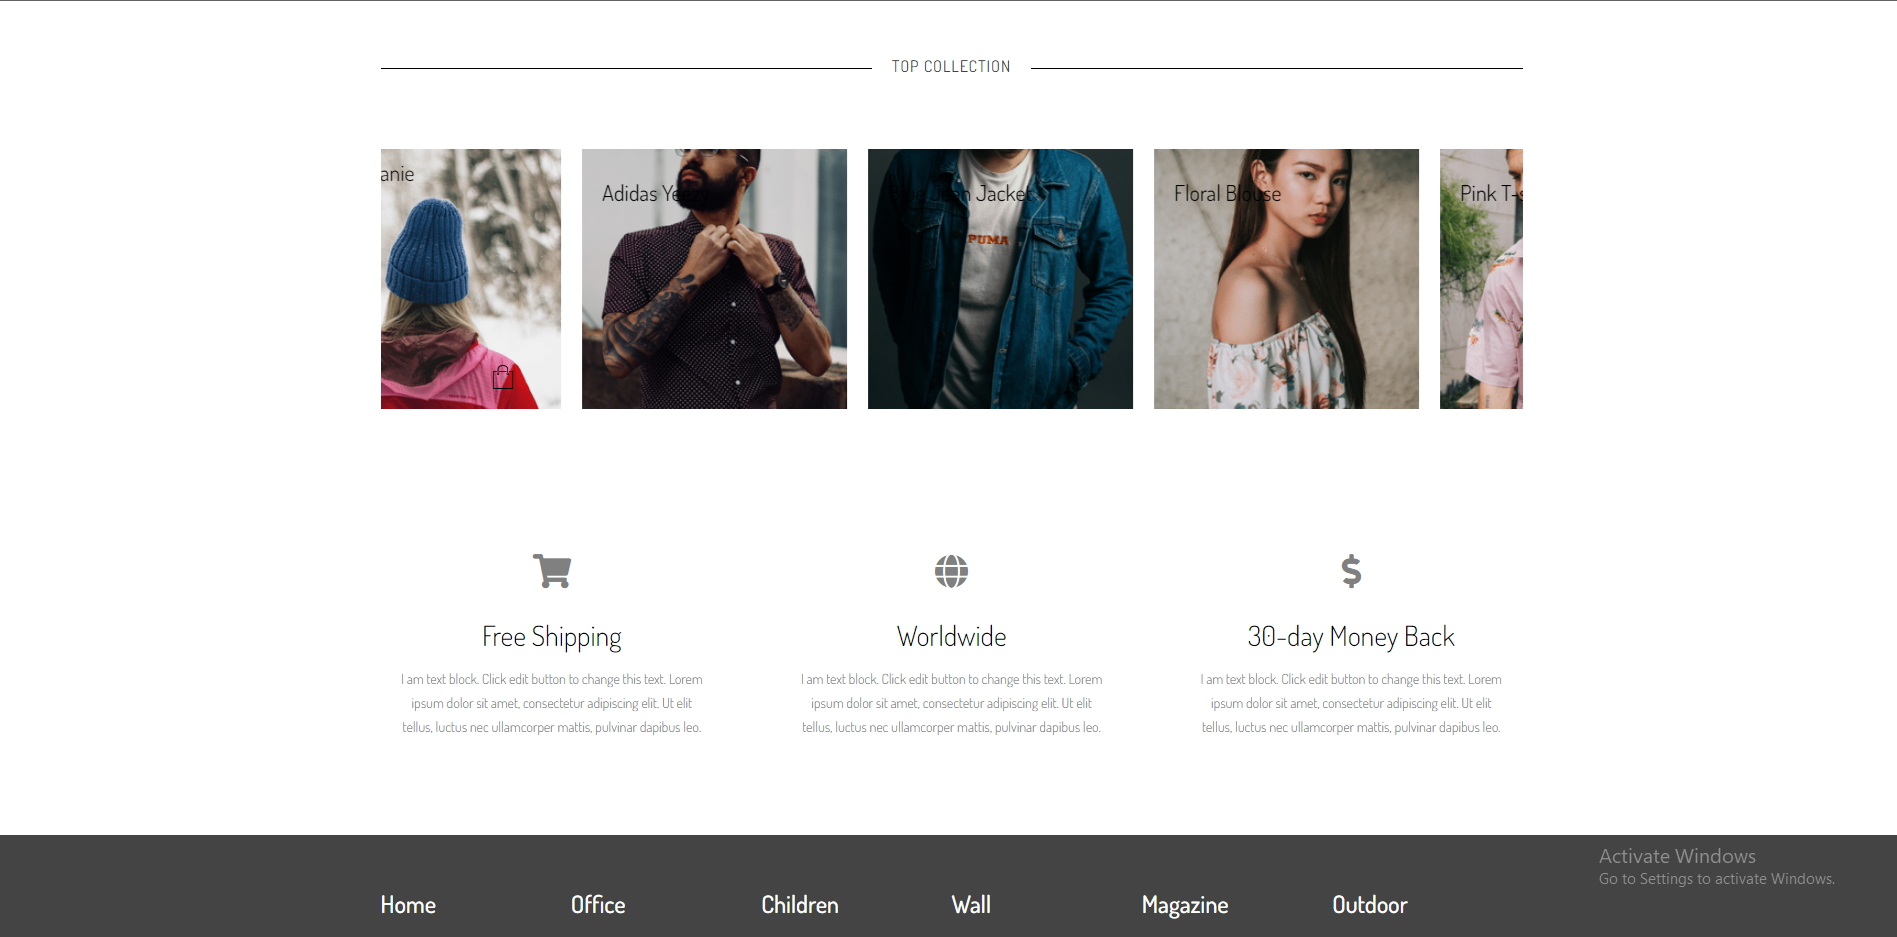 TOP COLLECTION
anie
Adidas Yeezy
Blue Jean Jacket
Floral Blouse
Pink T-s
PUMA
Free Shipping
I am text block. Click edit button to change this text. Lorem
ipsum dolor sit amet, consectetur adipiscing elit. Ut elit
tellus, luctus nec ullamcorper mattis, pulvinar dapibus leo.
Worldwide
I am text block. Click edit button to change this text. Lorem
ipsum dolor sit amet, consectetur adipiscing elit. Ut elit
tellus, luctus nec ullamcorper mattis, pulvinar dapibus leo.
30-day Money Back
I am text block. Click edit button to change this text. Lorem
ipsum dolor sit amet, consectetur adipiscing elit. Ut elit
tellus, luctus nec ullamcorper mattis, pulvinar dapibus leo.
Activate Windows
Go to Settings to activate Windows.
Home
Office
Children
Wall
Magazine
Outdoor